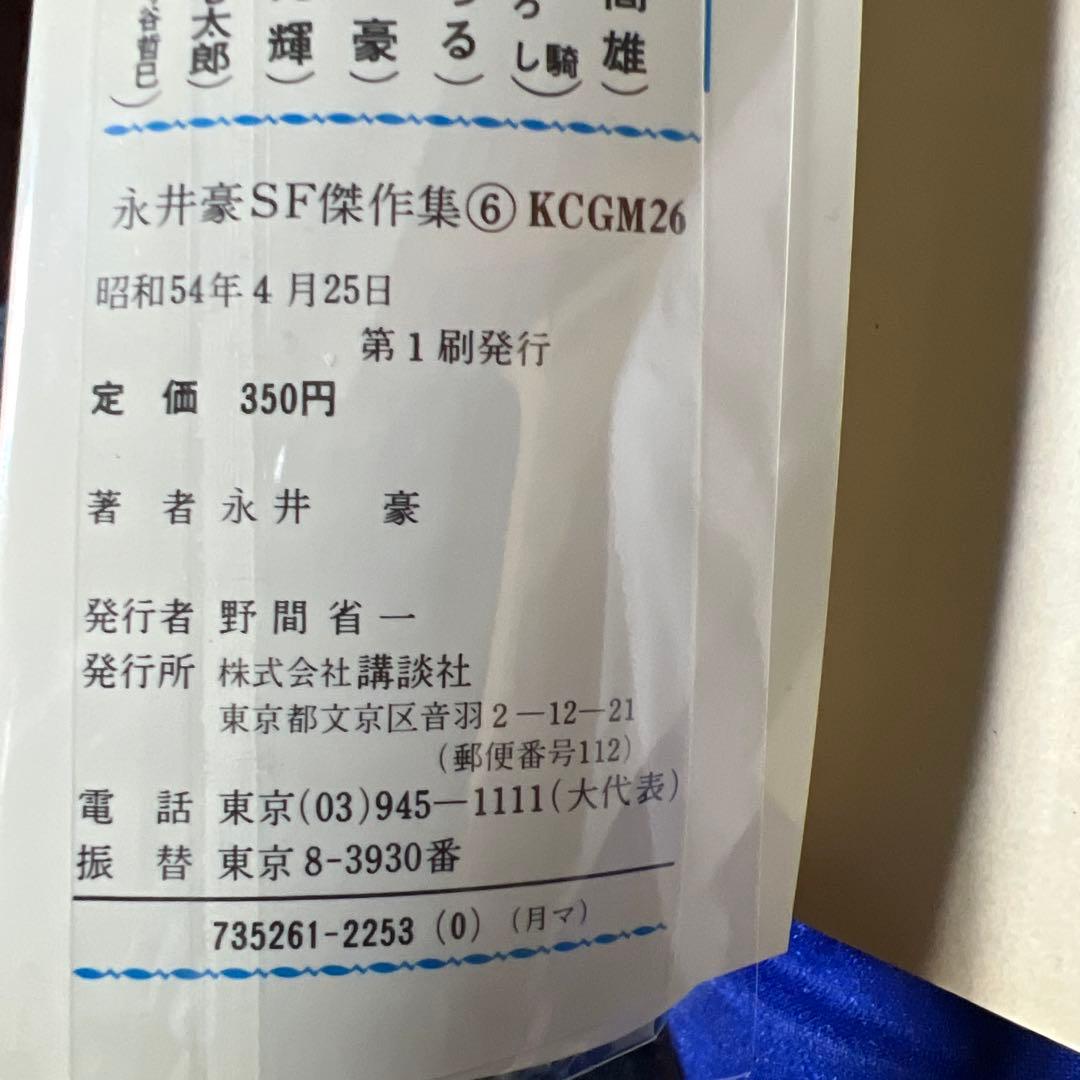 高雄)
し騎)
る)
豪)
輝)
太郎)
谷哲巳)
永井豪SF傑作集⑥ KCGM26
昭和54年4月25日
第1刷発行
定 価 350円
著 者 永井 豪
発行者 野間省一
発行所 株式会社講談社
東京都文京区音羽2—12—21
(郵便番号112)
電 話 東京(03)945—1111(大代表)
振 替 東京8-3930番
735261-2253 (0) (月マ)